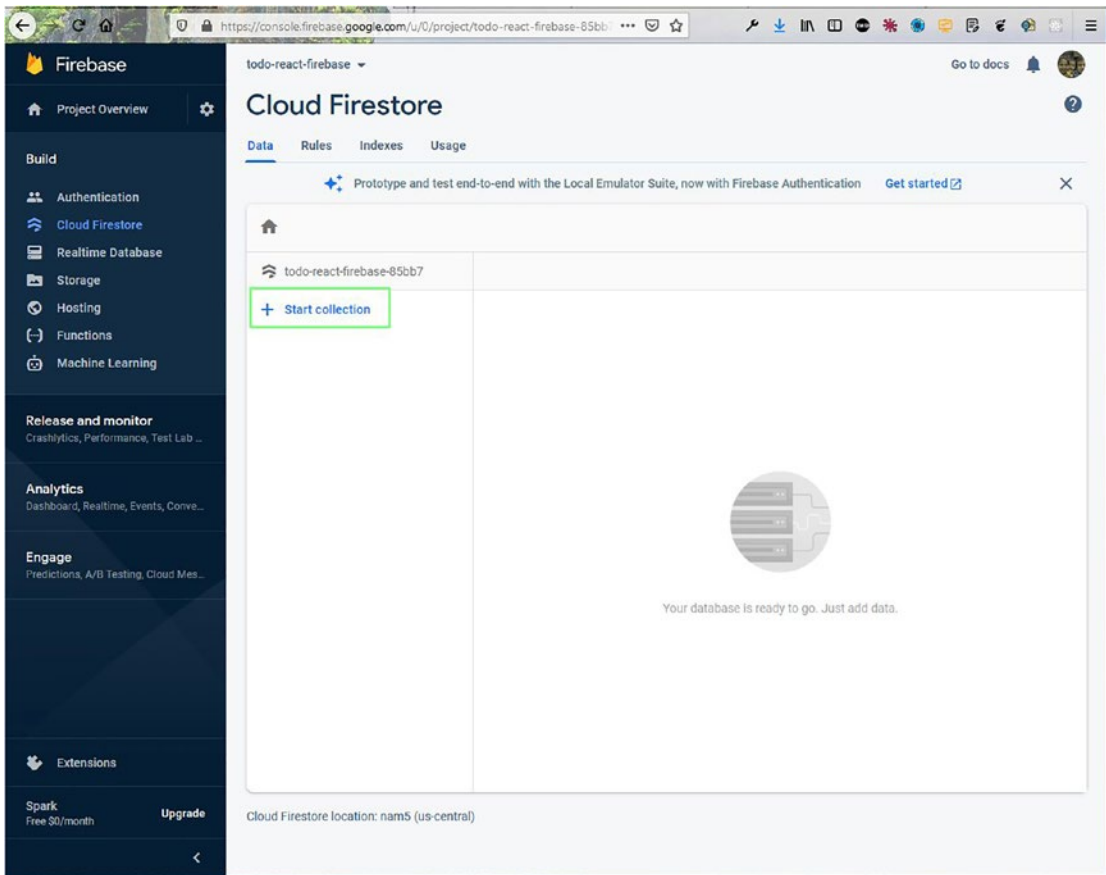 https://console.firebase.google.com/u/0/project/todo-react-firebase-85bb
Firebase
todo-react-firebase
Go to docs
Project Overview
Cloud Firestore
Data Rules Indexes Usage
Build
Prototype and test end-to-end with the Local Emulator Suite, now with Firebase Authentication Get started
Authentication
Cloud Firestore
Realtime Database
Storage
Hosting
Functions
Machine Learning
todo-react-firebase-85bb7
+ Start collection
Release and monitor
Crashlytics, Performance, Test Lab ...
Analytics
Dashboard, Realtime, Events, Conve...
Engage
Predictions, A/B Testing, Cloud Mes...
Your database is ready to go. Just add data.
Extensions
Spark
Free $0/month
Upgrade
Cloud Firestore location: nam5 (us-central)